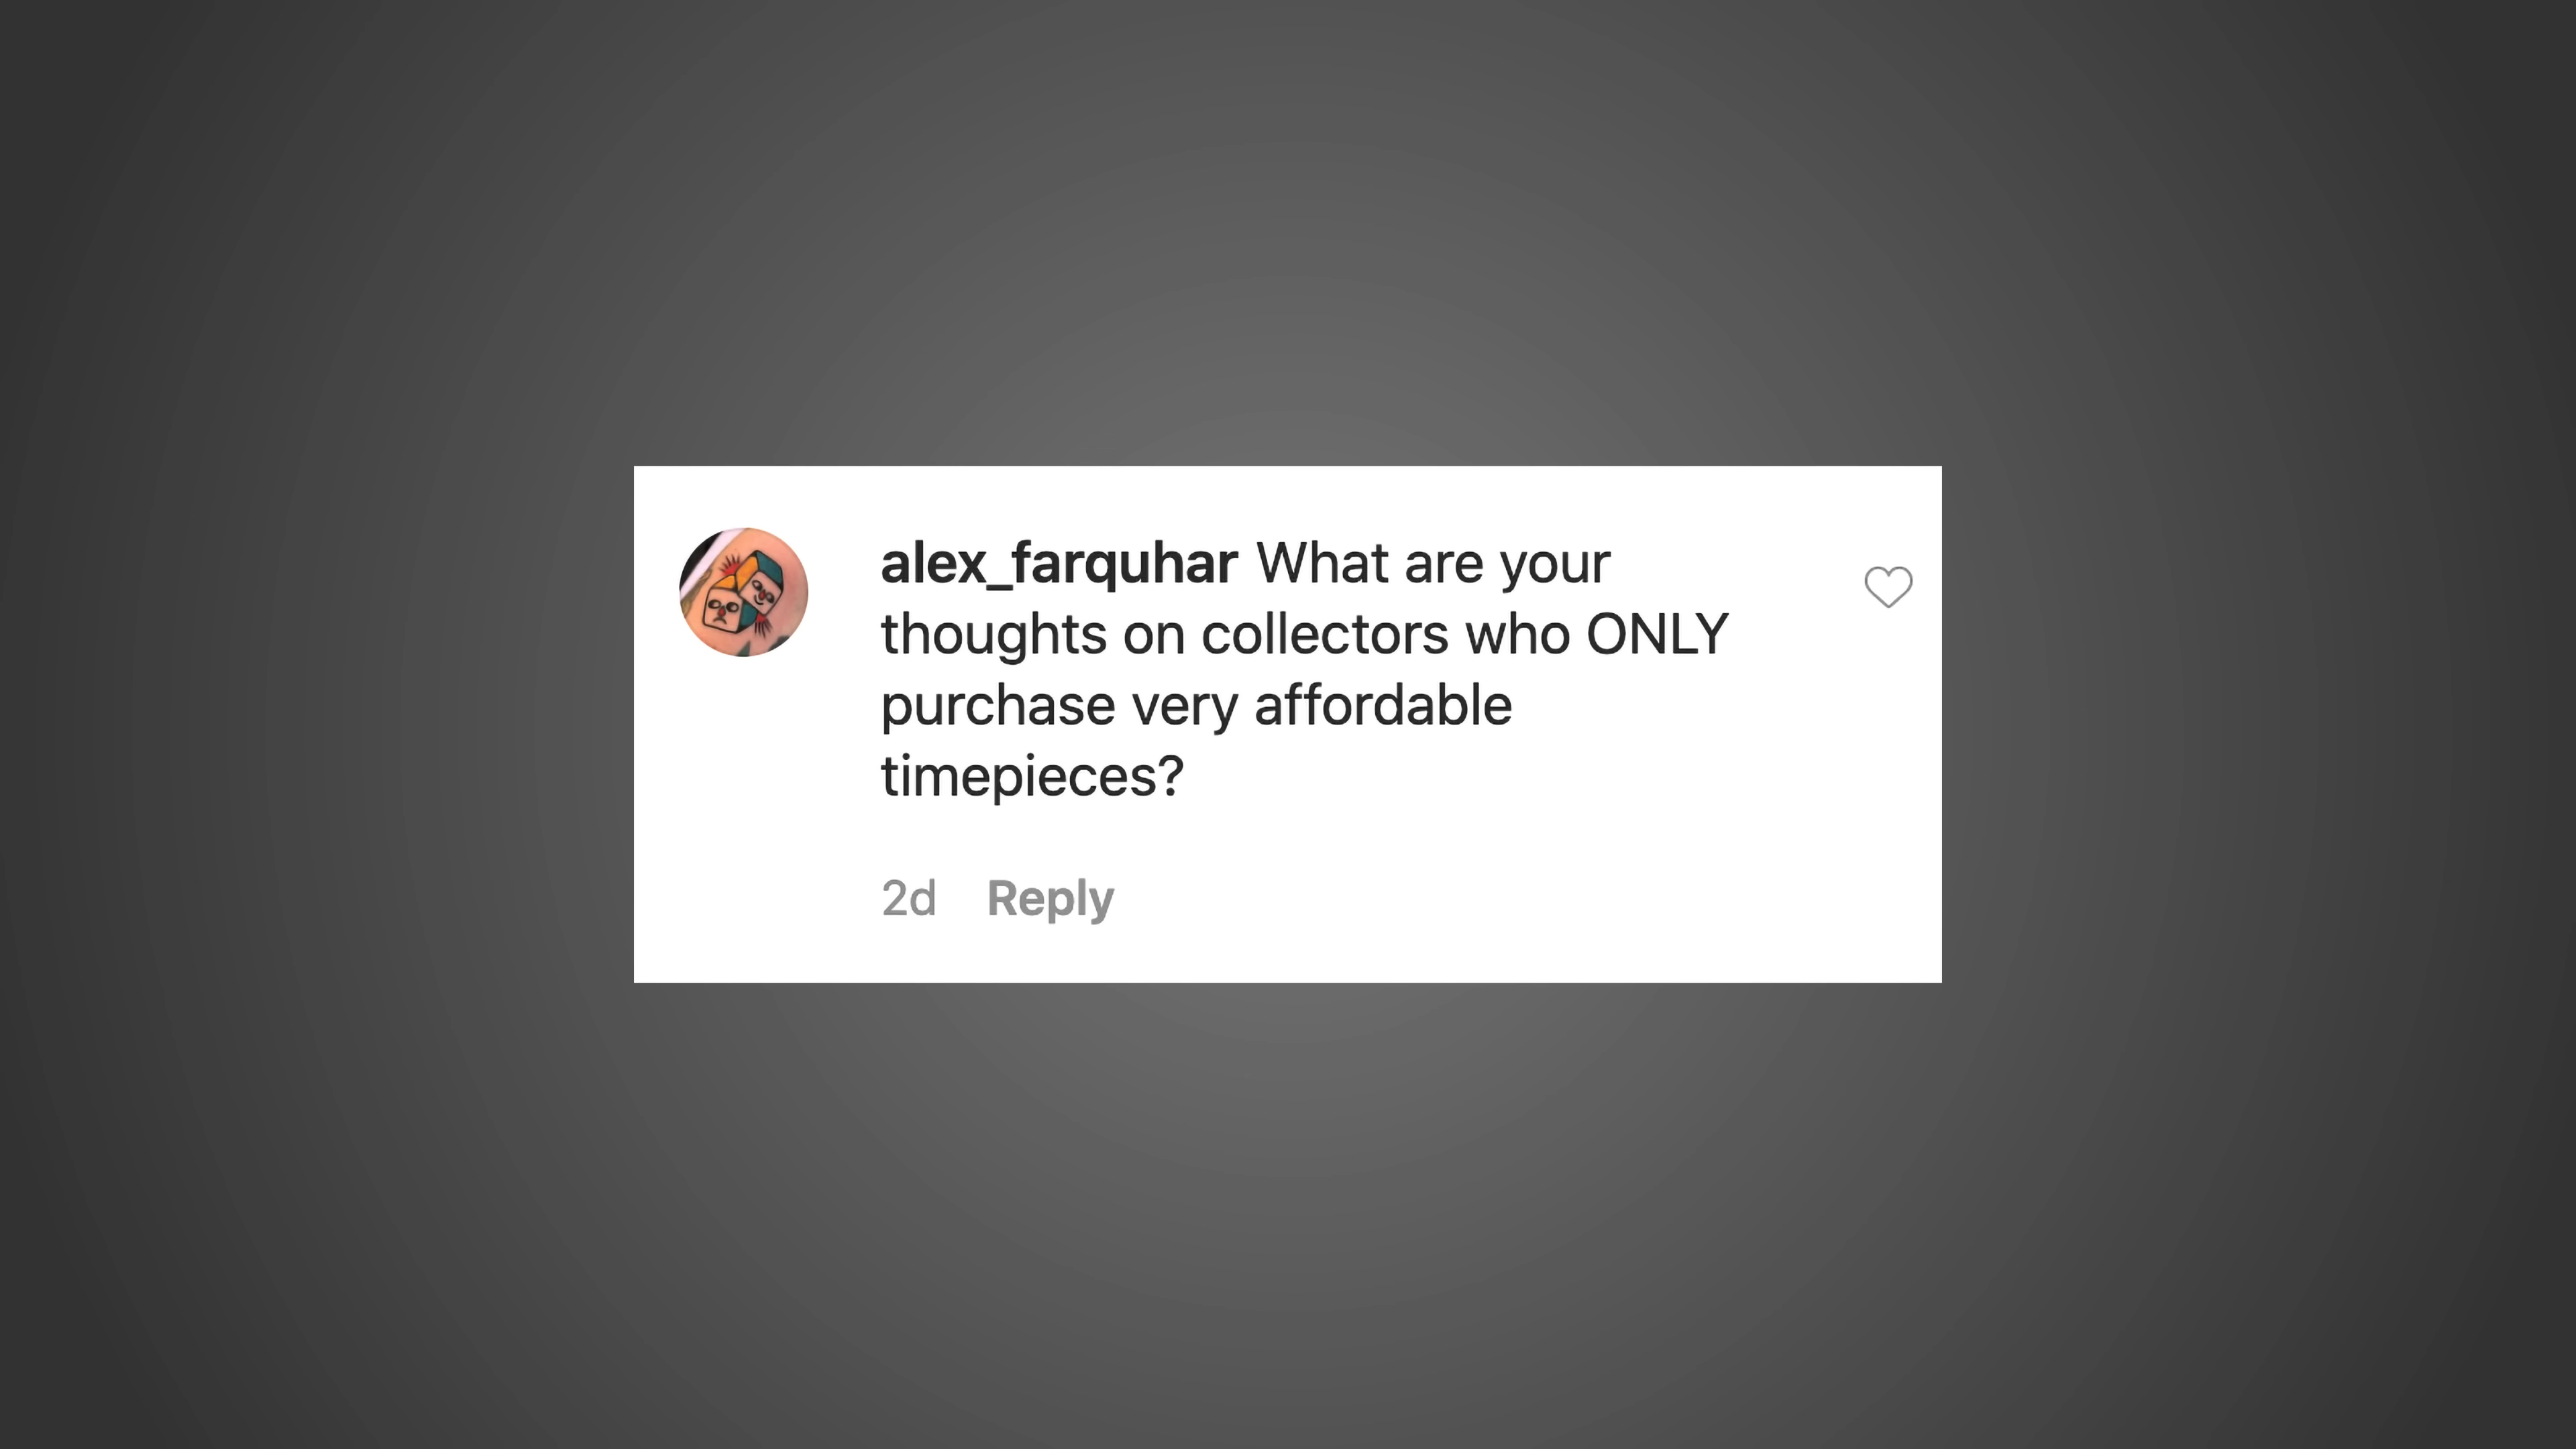 alex_farquhar What are your
thoughts on collectors who ONLY
purchase very affordable
timepieces?
2d Reply